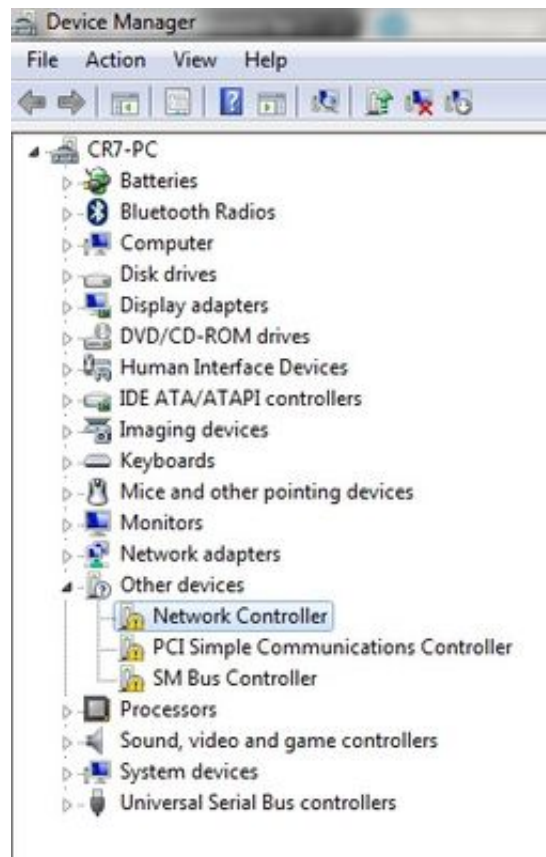 Device Manager
File Action View Help
CR7-PC
Batteries
Bluetooth Radios
Computer
Disk drives
Display adapters
DVD/CD-ROM drives
Human Interface Devices
IDE ATA/ATAPI controllers
Imaging devices
Keyboards
Mice and other pointing devices
Monitors
Network adapters
Other devices
Network Controller
PCI Simple Communications Controller
SM Bus Controller
Processors
Sound, video and game controllers
System devices
Universal Serial Bus controllers